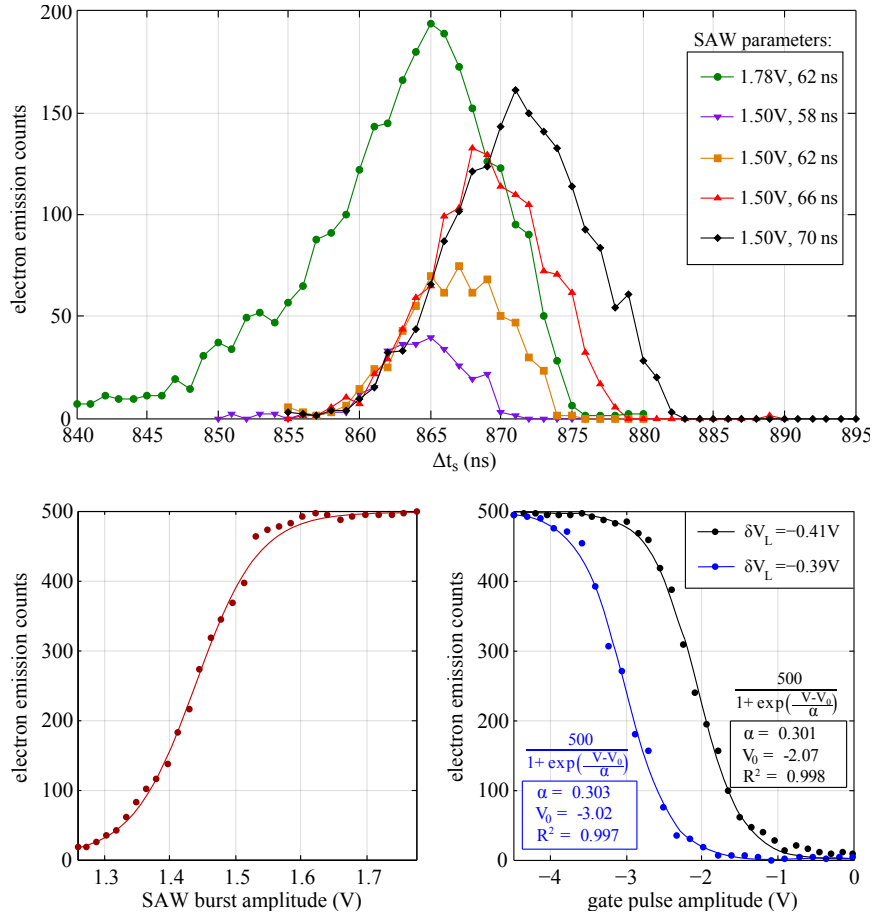 200
150
100
50
0
electron emission counts
SAW parameters:
1.78V, 62 ns
1.50V, 58 ns
1.50V, 62 ns
1.50V, 66 ns
1.50V, 70 ns
840 845 850 855 860 865 870 875 880 885 890 895
Δtₛ (ns)
500
400
300
200
100
0
electron emission counts
1.3 1.4 1.5 1.6 1.7
SAW burst amplitude (V)
500
400
300
200
100
0
electron emission counts
δV_L=−0.41V
δV_L=−0.39V
500
1+ exp(V-V₀
α)
α = 0.301
V₀ = -2.07
R² = 0.998
500
1+ exp(V-V₀
α)
α = 0.303
V₀ = -3.02
R² = 0.997
−4 −3 −2 −1 0
gate pulse amplitude (V)